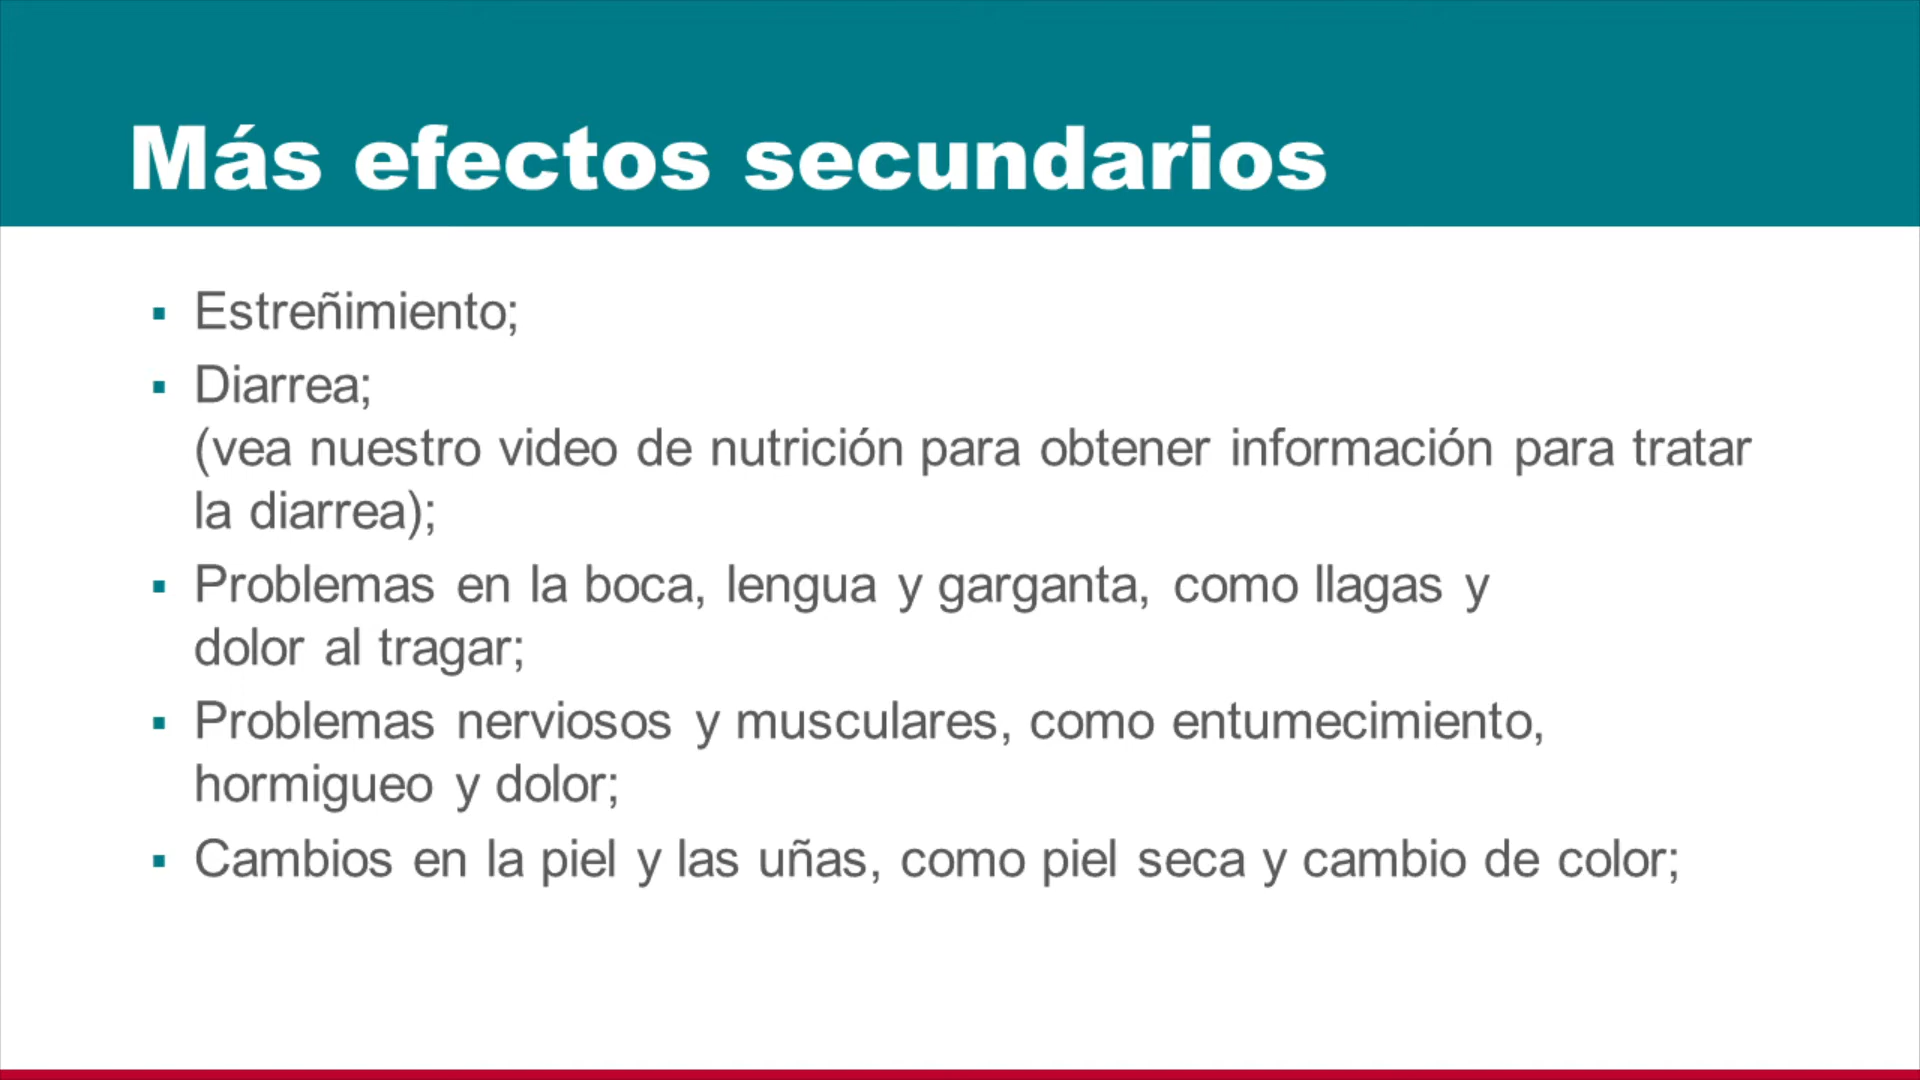 Más efectos secundarios
▪ Estreñimiento;
▪ Diarrea;
(vea nuestro video de nutrición para obtener información para tratar
la diarrea);
▪ Problemas en la boca, lengua y garganta, como llagas y
dolor al tragar;
▪ Problemas nerviosos y musculares, como entumecimiento,
hormigueo y dolor;
▪ Cambios en la piel y las uñas, como piel seca y cambio de color;